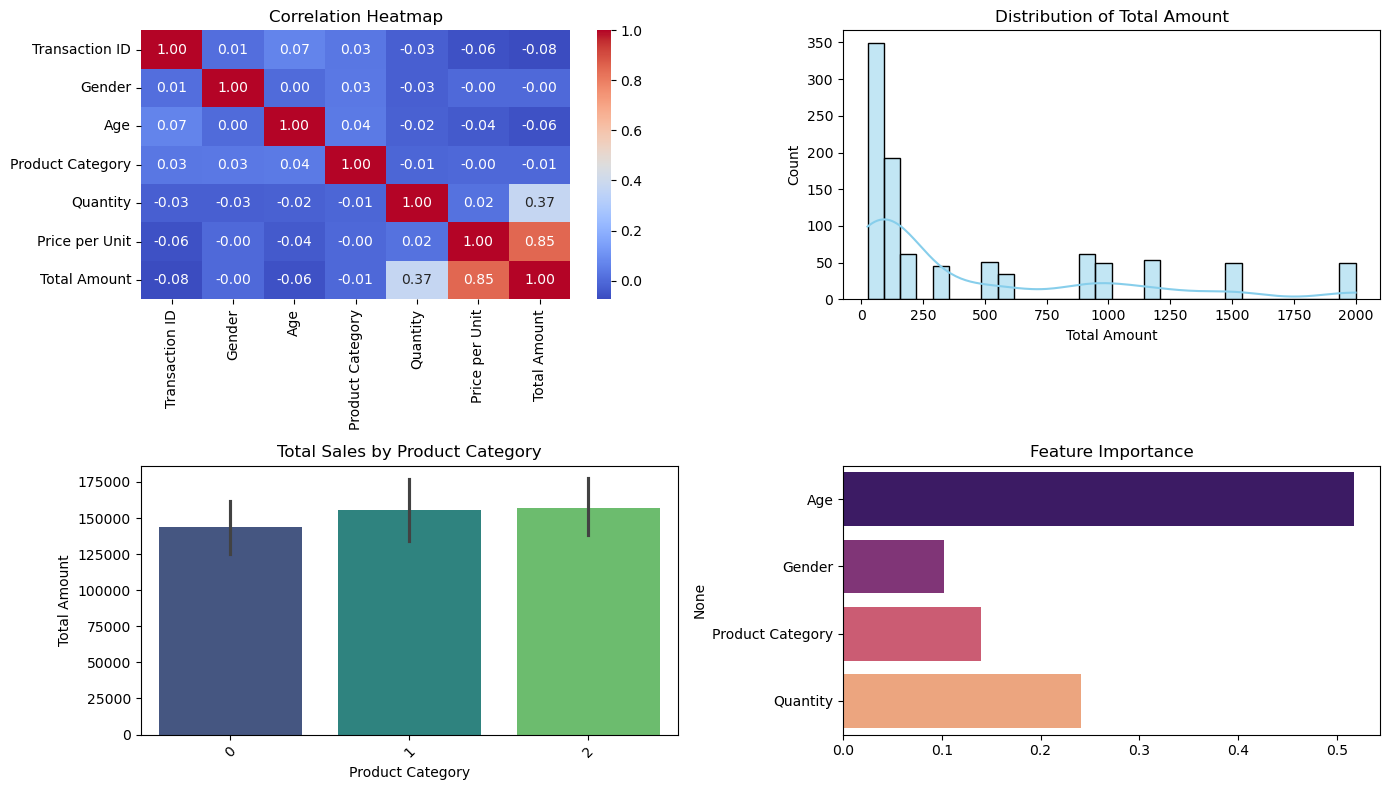 Correlation Heatmap
Transaction ID 1.00 0.01 0.07 0.03 -0.03 -0.06 -0.08
Gender 0.01 1.00 0.00 0.03 -0.03 -0.00 -0.00
Age 0.07 0.00 1.00 0.04 -0.02 -0.04 -0.06
Product Category 0.03 0.03 0.04 1.00 -0.01 -0.00 -0.01
Quantity -0.03 -0.03 -0.02 -0.01 1.00 0.02 0.37
Price per Unit -0.06 -0.00 -0.04 -0.00 0.02 1.00 0.85
Total Amount -0.08 -0.00 -0.06 -0.01 0.37 0.85 1.00
Transaction ID
Gender
Age
Product Category
Quantity
Price per Unit
Total Amount
1.0
0.8
0.6
0.4
0.2
0.0
Distribution of Total Amount
Count
350
300
250
200
150
100
50
0
0 250 500 750 1000 1250 1500 1750 2000
Total Amount
Total Sales by Product Category
Total Amount
175000
150000
125000
100000
75000
50000
25000
0
0 1 2
Product Category
Feature Importance
None
Age
Gender
Product Category
Quantity
0.0 0.1 0.2 0.3 0.4 0.5